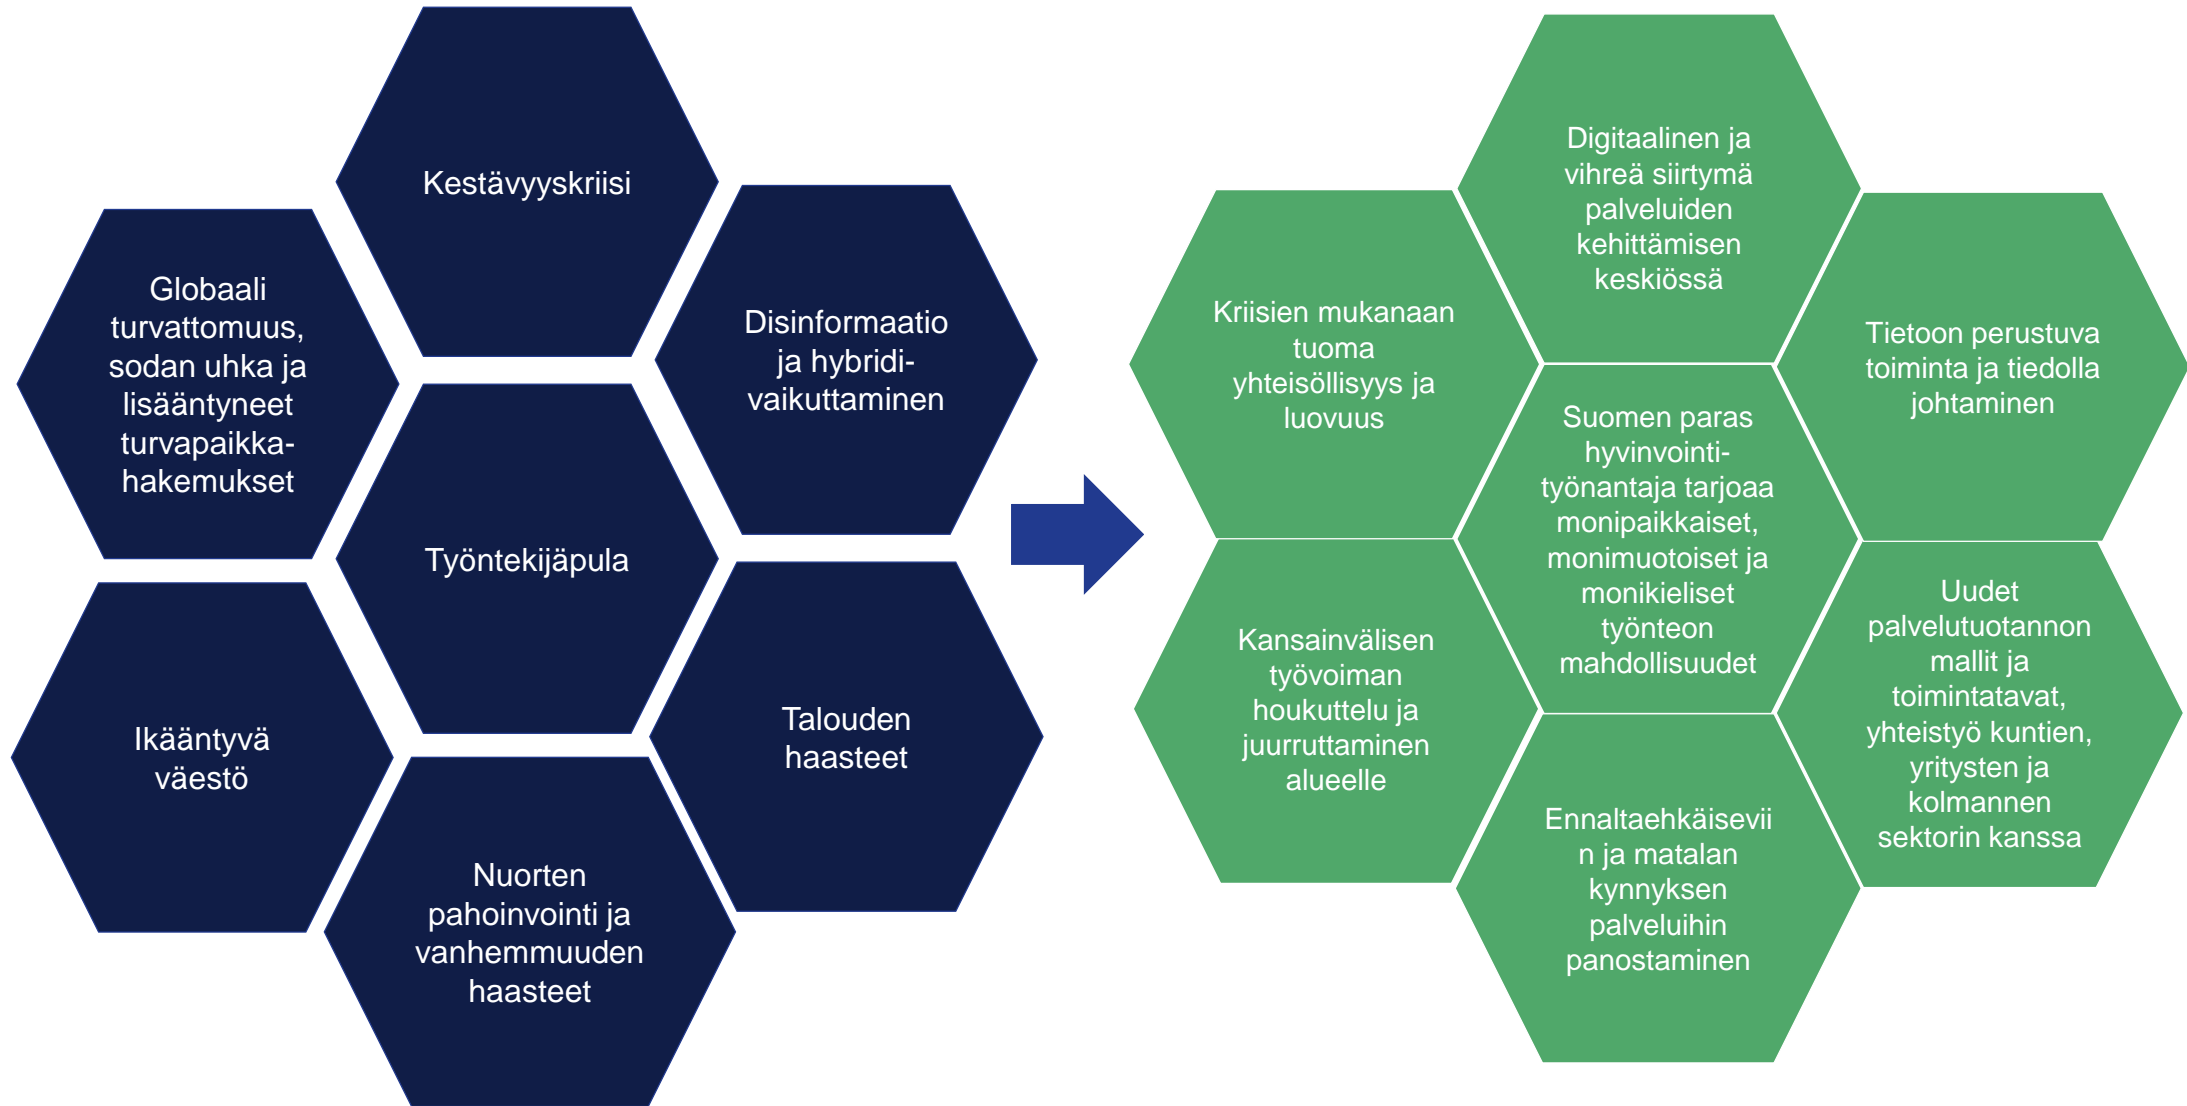 Kestävyyskriisi
Globaali
turvattomuus,
sodan uhka ja
lisääntyneet
turvapaikka-
hakemukset
Disinformaatio
ja hybridi-
vaikuttaminen
Työntekijäpula
Ikääntyvä
väestö
Talouden
haasteet
Nuorten
pahoinvointi ja
vanhemmuuden
haasteet
Digitaalinen ja
vihreä siirtymä
palveluiden
kehittämisen
keskiössä
Kriisien mukanaan
tuoma
yhteisöllisyys ja
luovuus
Tietoon perustuva
toiminta ja tiedolla
johtaminen
Suomen paras
hyvinvointi-
työnantaja tarjoaa
monipaikkaiset,
monimuotoiset ja
monikieliset
työnteon
mahdollisuudet
Kansainvälisen
työvoiman
houkuttelu ja
juurruttaminen
alueelle
Uudet
palvelutuotannon
mallit ja
toimintatavat,
yhteistyö kuntien,
yritysten ja
kolmannen
sektorin kanssa
Ennaltaehkäisevii
n ja matalan
kynnyksen
palveluihin
panostaminen